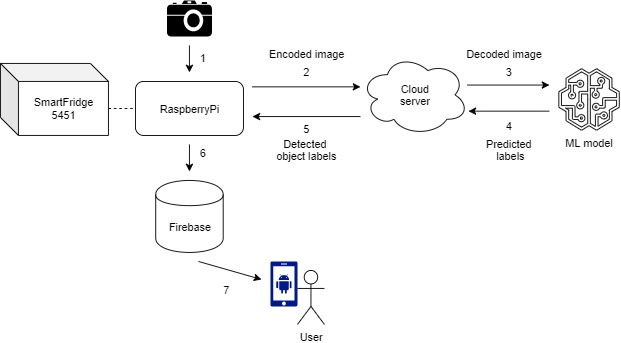 1
Encoded image
2
Decoded image
3
SmartFridge
5451
RaspberryPi
Cloud
server
5
Detected
object labels
4
Predicted
labels
ML model
6
Firebase
7
User